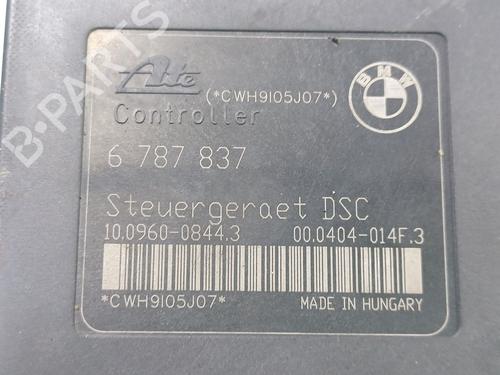 Ate (*CWH9I05J07*)
Controller
BMW
6 787 837
Steuergeraet DSC
10.0960-0844.3 00.0404-014F.3
*CWH9I05J07* MADE IN HUNGARY
B-PARTS